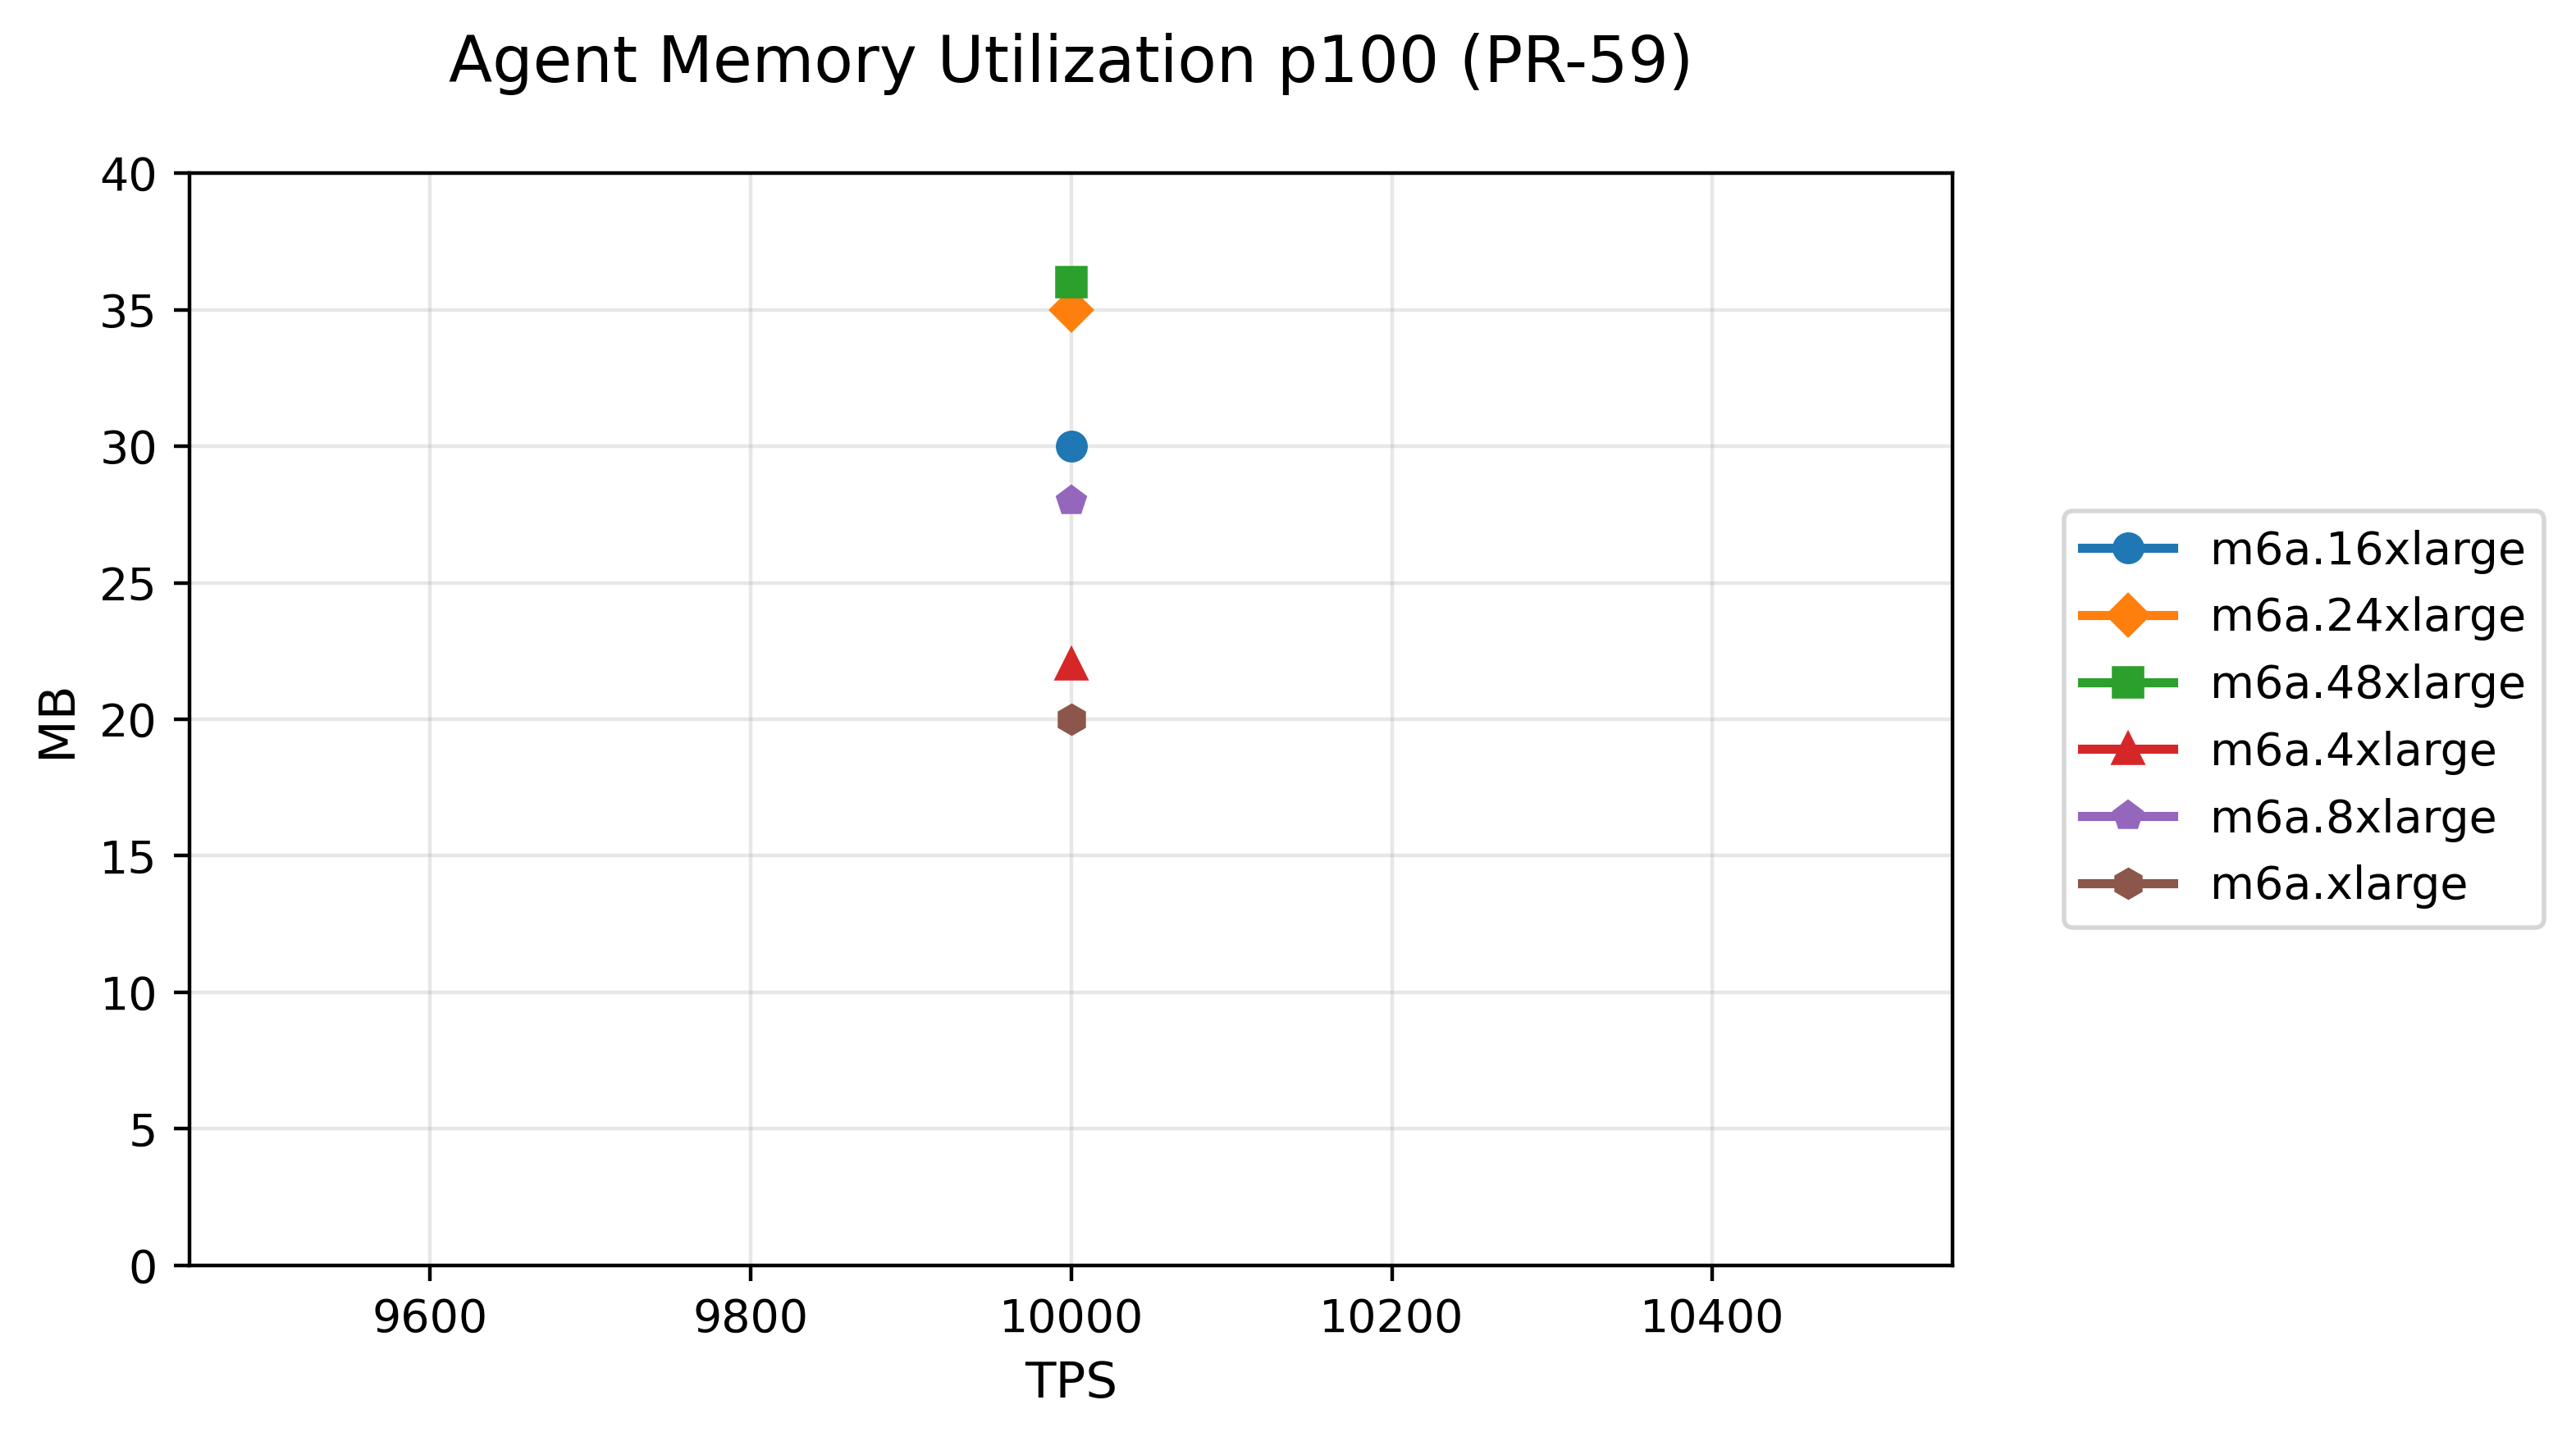 Agent Memory Utilization p100 (PR-59)
40
35
30
25
20
15
10
5
0
MB
9600 9800 10000 10200 10400
TPS
m6a.16xlarge
m6a.24xlarge
m6a.48xlarge
m6a.4xlarge
m6a.8xlarge
m6a.xlarge